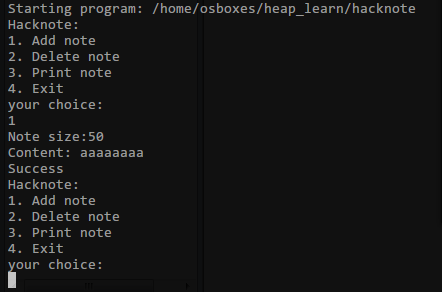 Starting program: /home/osboxes/heap_learn/hacknote
Hacknote:
1. Add note
2. Delete note
3. Print note
4. Exit
your choice:
1
Note size:50
Content: aaaaaaaa
Success
Hacknote:
1. Add note
2. Delete note
3. Print note
4. Exit
your choice: